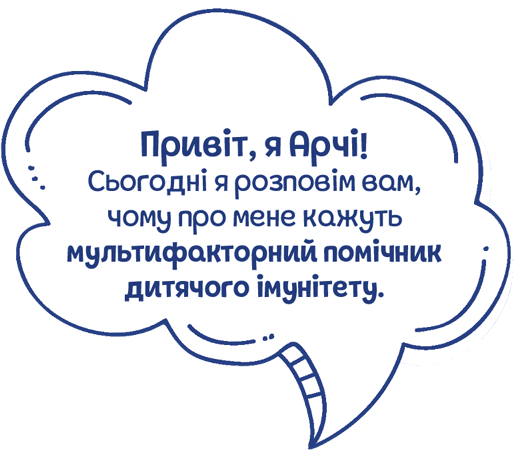 Привіт, я Арчі!
Сьогодні я розповім вам,
чому про мене кажуть
мультифакторний помічник
дитячого імунітету.